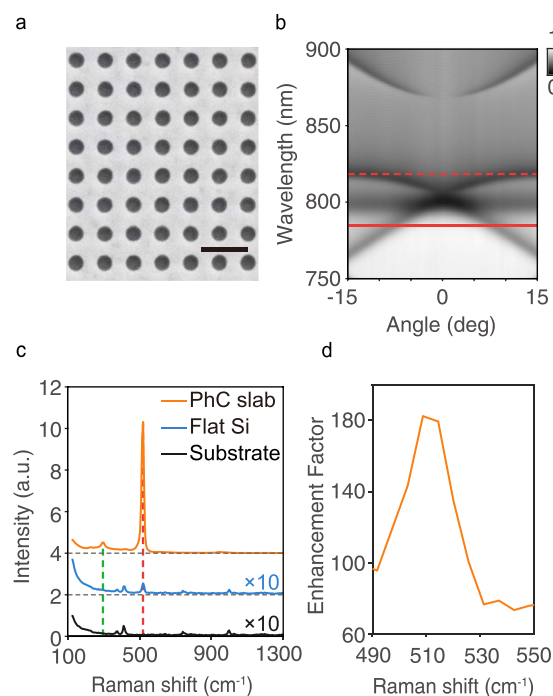 a
b
900
850
800
750
Wavelength (nm)
-15
0
15
Angle (deg)
0
c
12
10
8
6
4
2
0
Intensity (a.u.)
PhC slab
Flat Si
Substrate
×10
×10
100
500
900
1300
Raman shift (cm⁻¹)
d
180
140
100
60
Enhancement Factor
490
510
530
550
Raman shift (cm⁻¹)